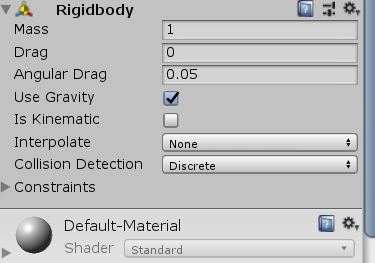 Rigidbody
Mass 1
Drag 0
Angular Drag 0.05
Use Gravity
Is Kinematic
Interpolate None
Collision Detection Discrete
Constraints
Default-Material
Shader Standard